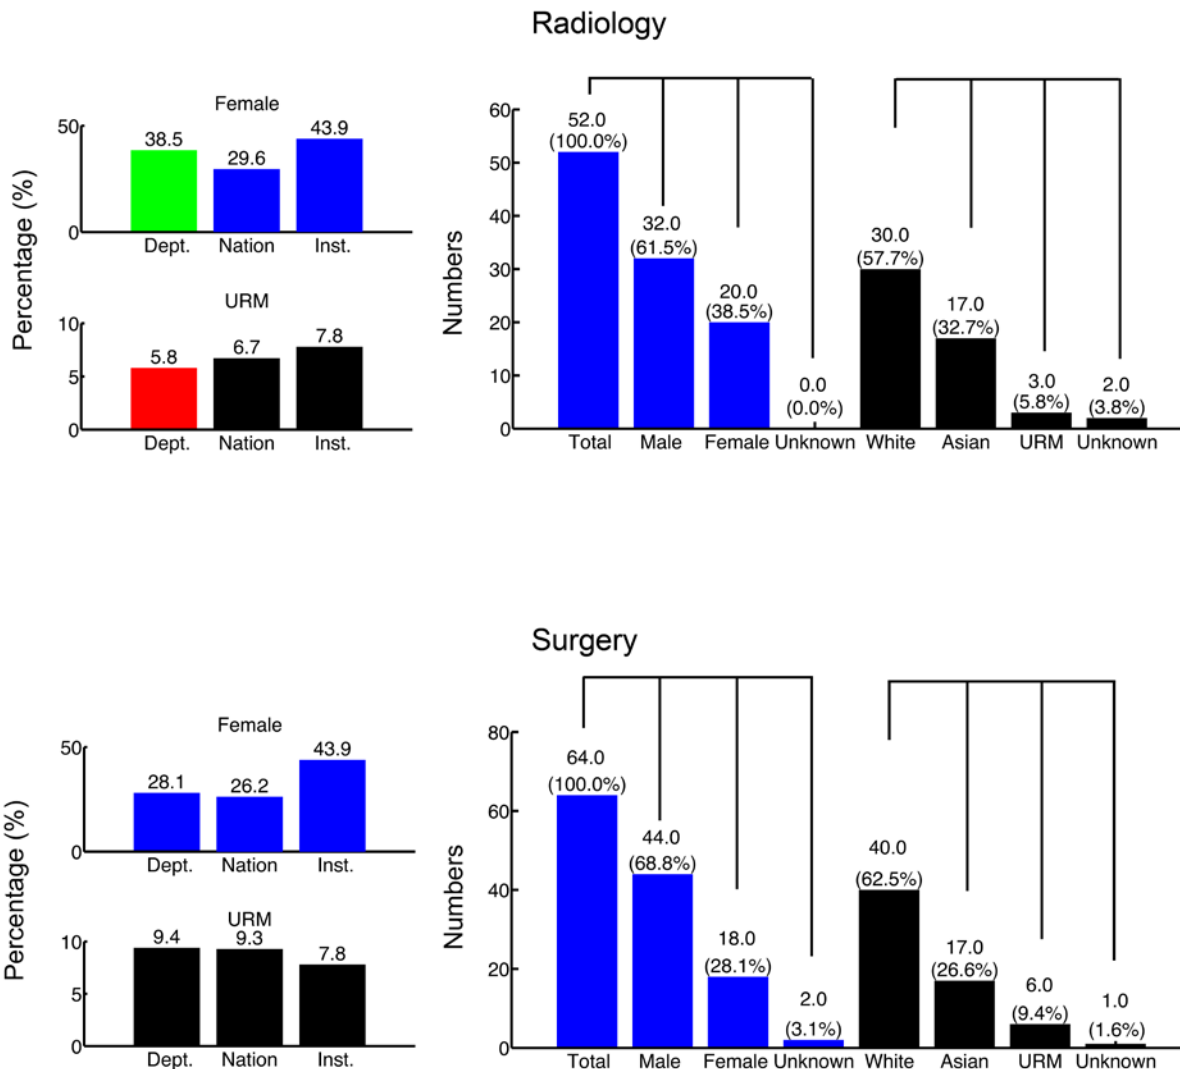 Radiology
Percentage (%)
Female
50
0
38.5
29.6
43.9
Dept.
Nation
Inst.
URM
10
5
0
5.8
6.7
7.8
Dept.
Nation
Inst.
Numbers
60
50
40
30
20
10
0
52.0
(100.0%)
32.0
(61.5%)
20.0
(38.5%)
0.0
(0.0%)
30.0
(57.7%)
17.0
(32.7%)
3.0
(5.8%)
2.0
(3.8%)
Total
Male
Female
Unknown
White
Asian
URM
Unknown
Surgery
Percentage (%)
Female
50
0
28.1
26.2
43.9
Dept.
Nation
Inst.
URM
10
5
0
9.4
9.3
7.8
Dept.
Nation
Inst.
Numbers
80
60
40
20
0
64.0
(100.0%)
44.0
(68.8%)
18.0
(28.1%)
2.0
(3.1%)
40.0
(62.5%)
17.0
(26.6%)
6.0
(9.4%)
1.0
(1.6%)
Total
Male
Female
Unknown
White
Asian
URM
Unknown